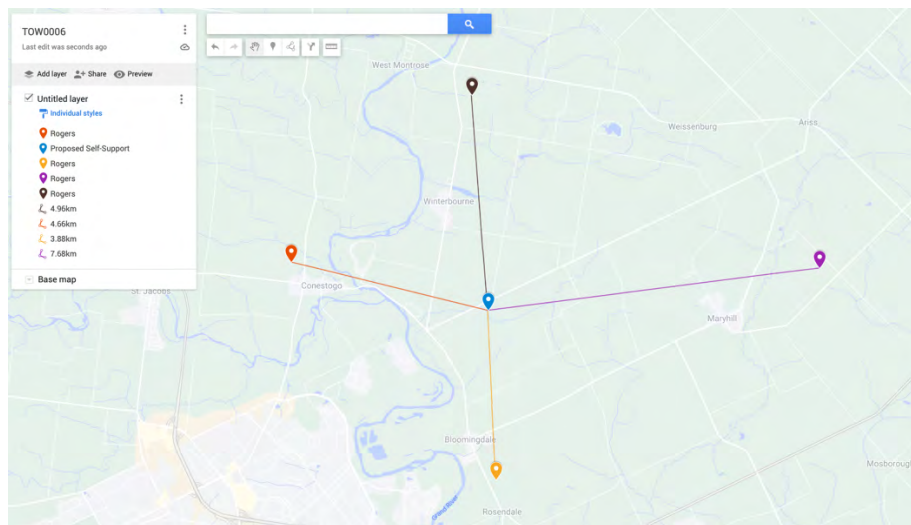 TOW0006
Last edit was seconds ago
Add layer Share Preview
Untitled layer
Individual styles
Rogers
Proposed Self-Support
Rogers
Rogers
Rogers
4.96km
4.66km
3.88km
7.68km
Base map
West Montrose
Weissenburg
Ariss
Winterbourne
Conestogo
St. Jacobs
Maryhill
Bloomingdale
Mosborough
Grand River
Rosendale